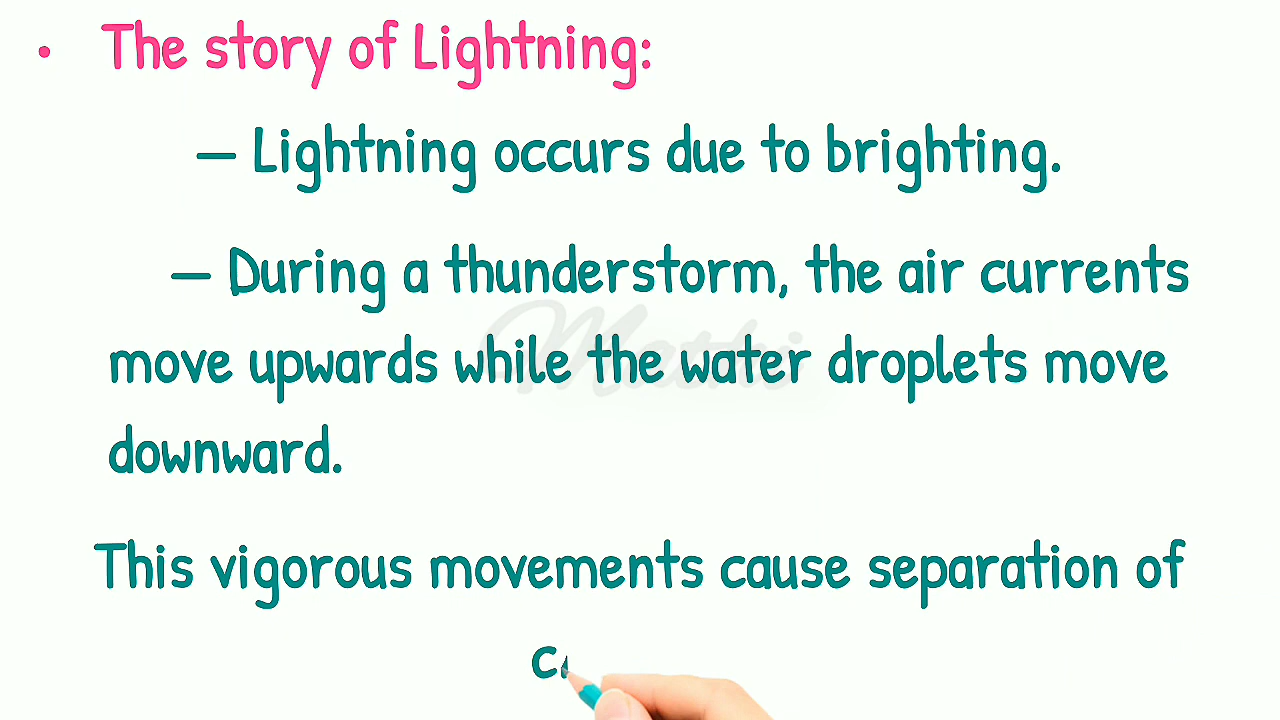 • The story of Lightning:
– Lightning occurs due to brighting.
– During a thunderstorm, the air currents
move upwards while the water droplets move
downward.
This vigorous movements cause separation of